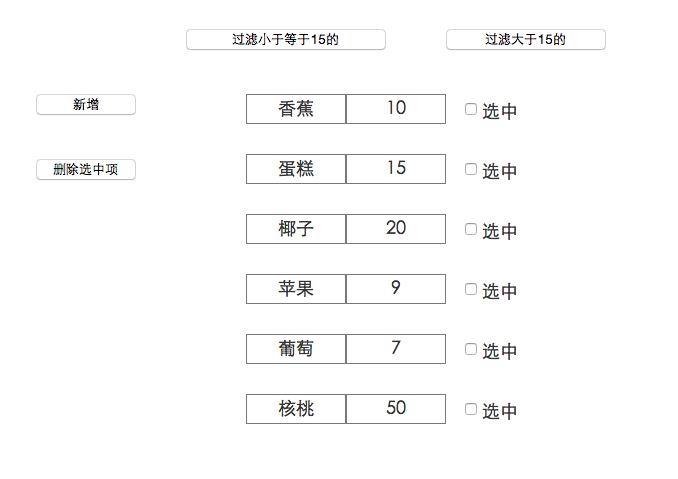 过滤小于等于15的 过滤大于15的
新增 香蕉 10 选中
删除选中项 蛋糕 15 选中
椰子 20 选中
苹果 9 选中
葡萄 7 选中
核桃 50 选中